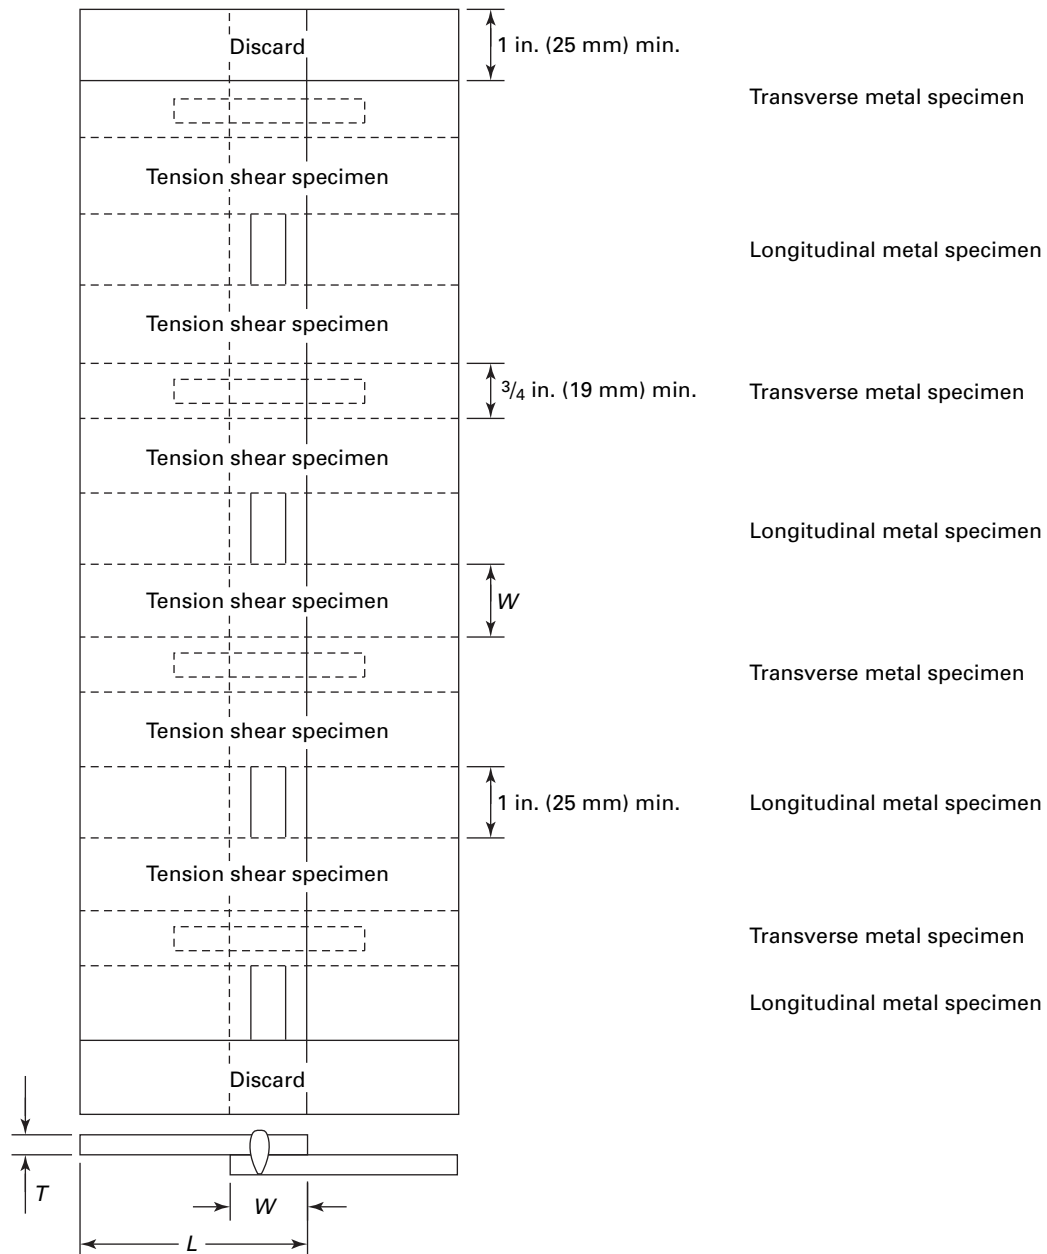 Discard
1 in. (25 mm) min.
Transverse metal specimen
Tension shear specimen
Longitudinal metal specimen
Tension shear specimen
3/4 in. (19 mm) min.
Transverse metal specimen
Tension shear specimen
Longitudinal metal specimen
Tension shear specimen
W
Transverse metal specimen
Tension shear specimen
1 in. (25 mm) min.
Longitudinal metal specimen
Tension shear specimen
Transverse metal specimen
Longitudinal metal specimen
Discard
T
W
L